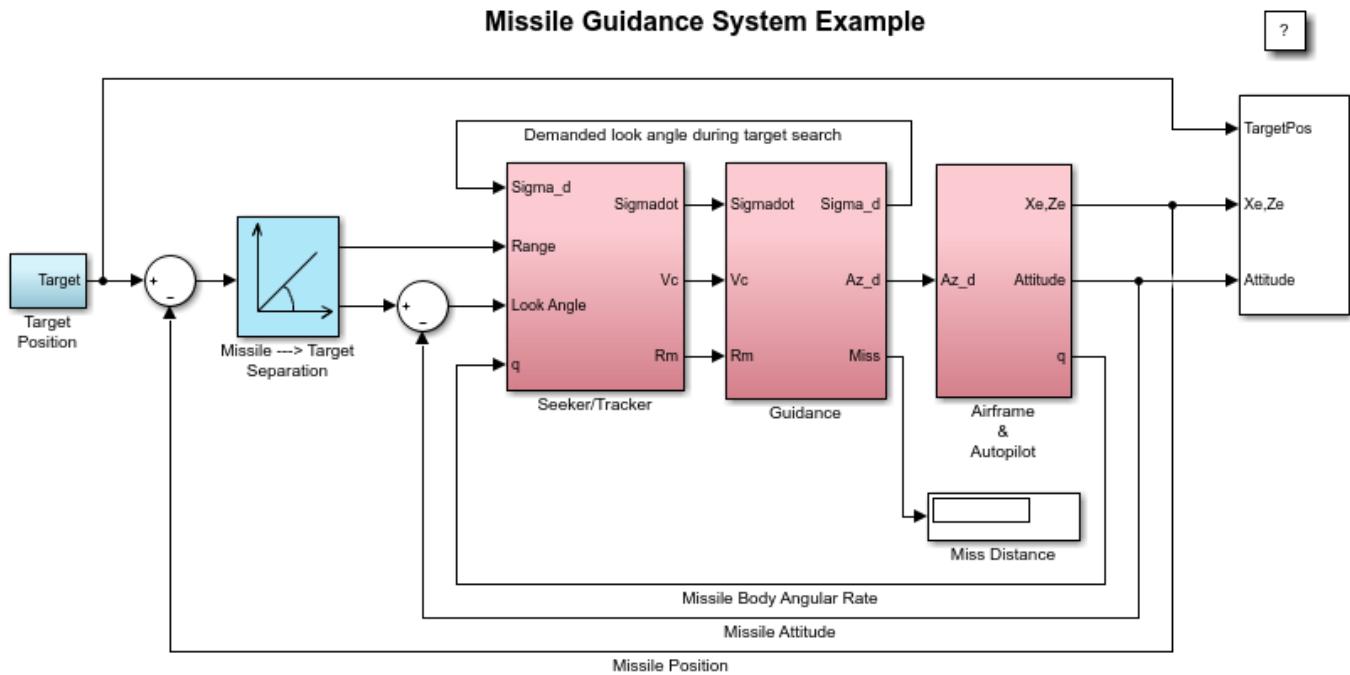 Missile Guidance System Example
?
Demanded look angle during target search
TargetPos
Xe,Ze
Attitude
Target
Target
Position
+
−
Missile ---> Target
Separation
+
−
Sigma_d
Range
Look Angle
q
Sigmadot
Vc
Rm
Seeker/Tracker
Sigmadot
Vc
Rm
Sigma_d
Az_d
Miss
Guidance
Az_d
Xe,Ze
Attitude
q
Airframe
&
Autopilot
Miss Distance
Missile Body Angular Rate
Missile Attitude
Missile Position